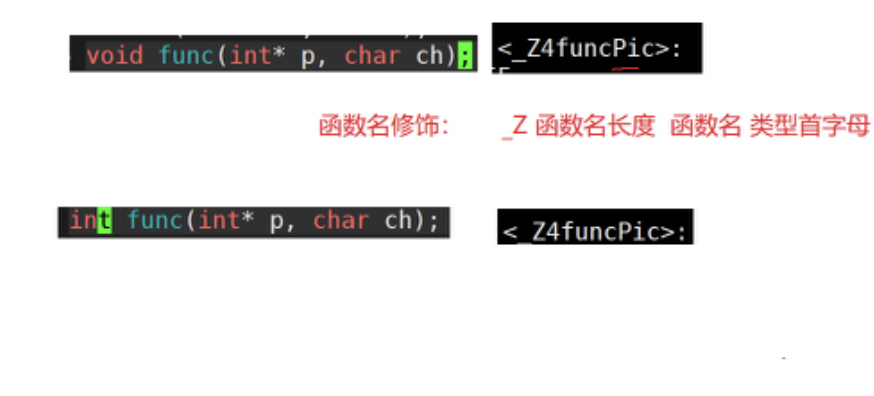 void func(int* p, char ch); <_Z4funcPic>:
函数名修饰： _Z 函数名长度 函数名 类型首字母
int func(int* p, char ch); <_Z4funcPic>: